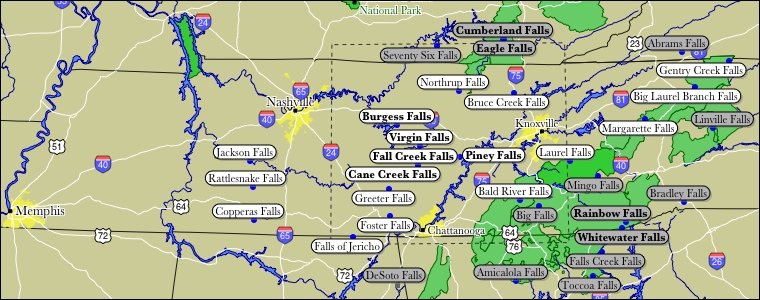 National Park
24
Cumberland Falls
Eagle Falls
Seventy Six Falls
23
Abrams Falls
81
Gentry Creek Falls
Northrup Falls
75
65
Nashville
Bruce Creek Falls
81
Big Laurel Branch Falls
40
Burgess Falls
Knoxville
Margarette Falls
Linville Falls
Virgin Falls
51
Jackson Falls
24
Fall Creek Falls
Piney Falls
Laurel Falls
40
40
Rattlesnake Falls
Cane Creek Falls
75
Mingo Falls
Bald River Falls
Bradley Falls
Greeter Falls
64
Memphis
Copperas Falls
Big Falls
Rainbow Falls
Foster Falls
Chattanooga
64
72
65
Falls of Jericho
76
Whitewater Falls
Falls Creek Falls
26
72
DeSoto Falls
Amicalola Falls
Toccoa Falls